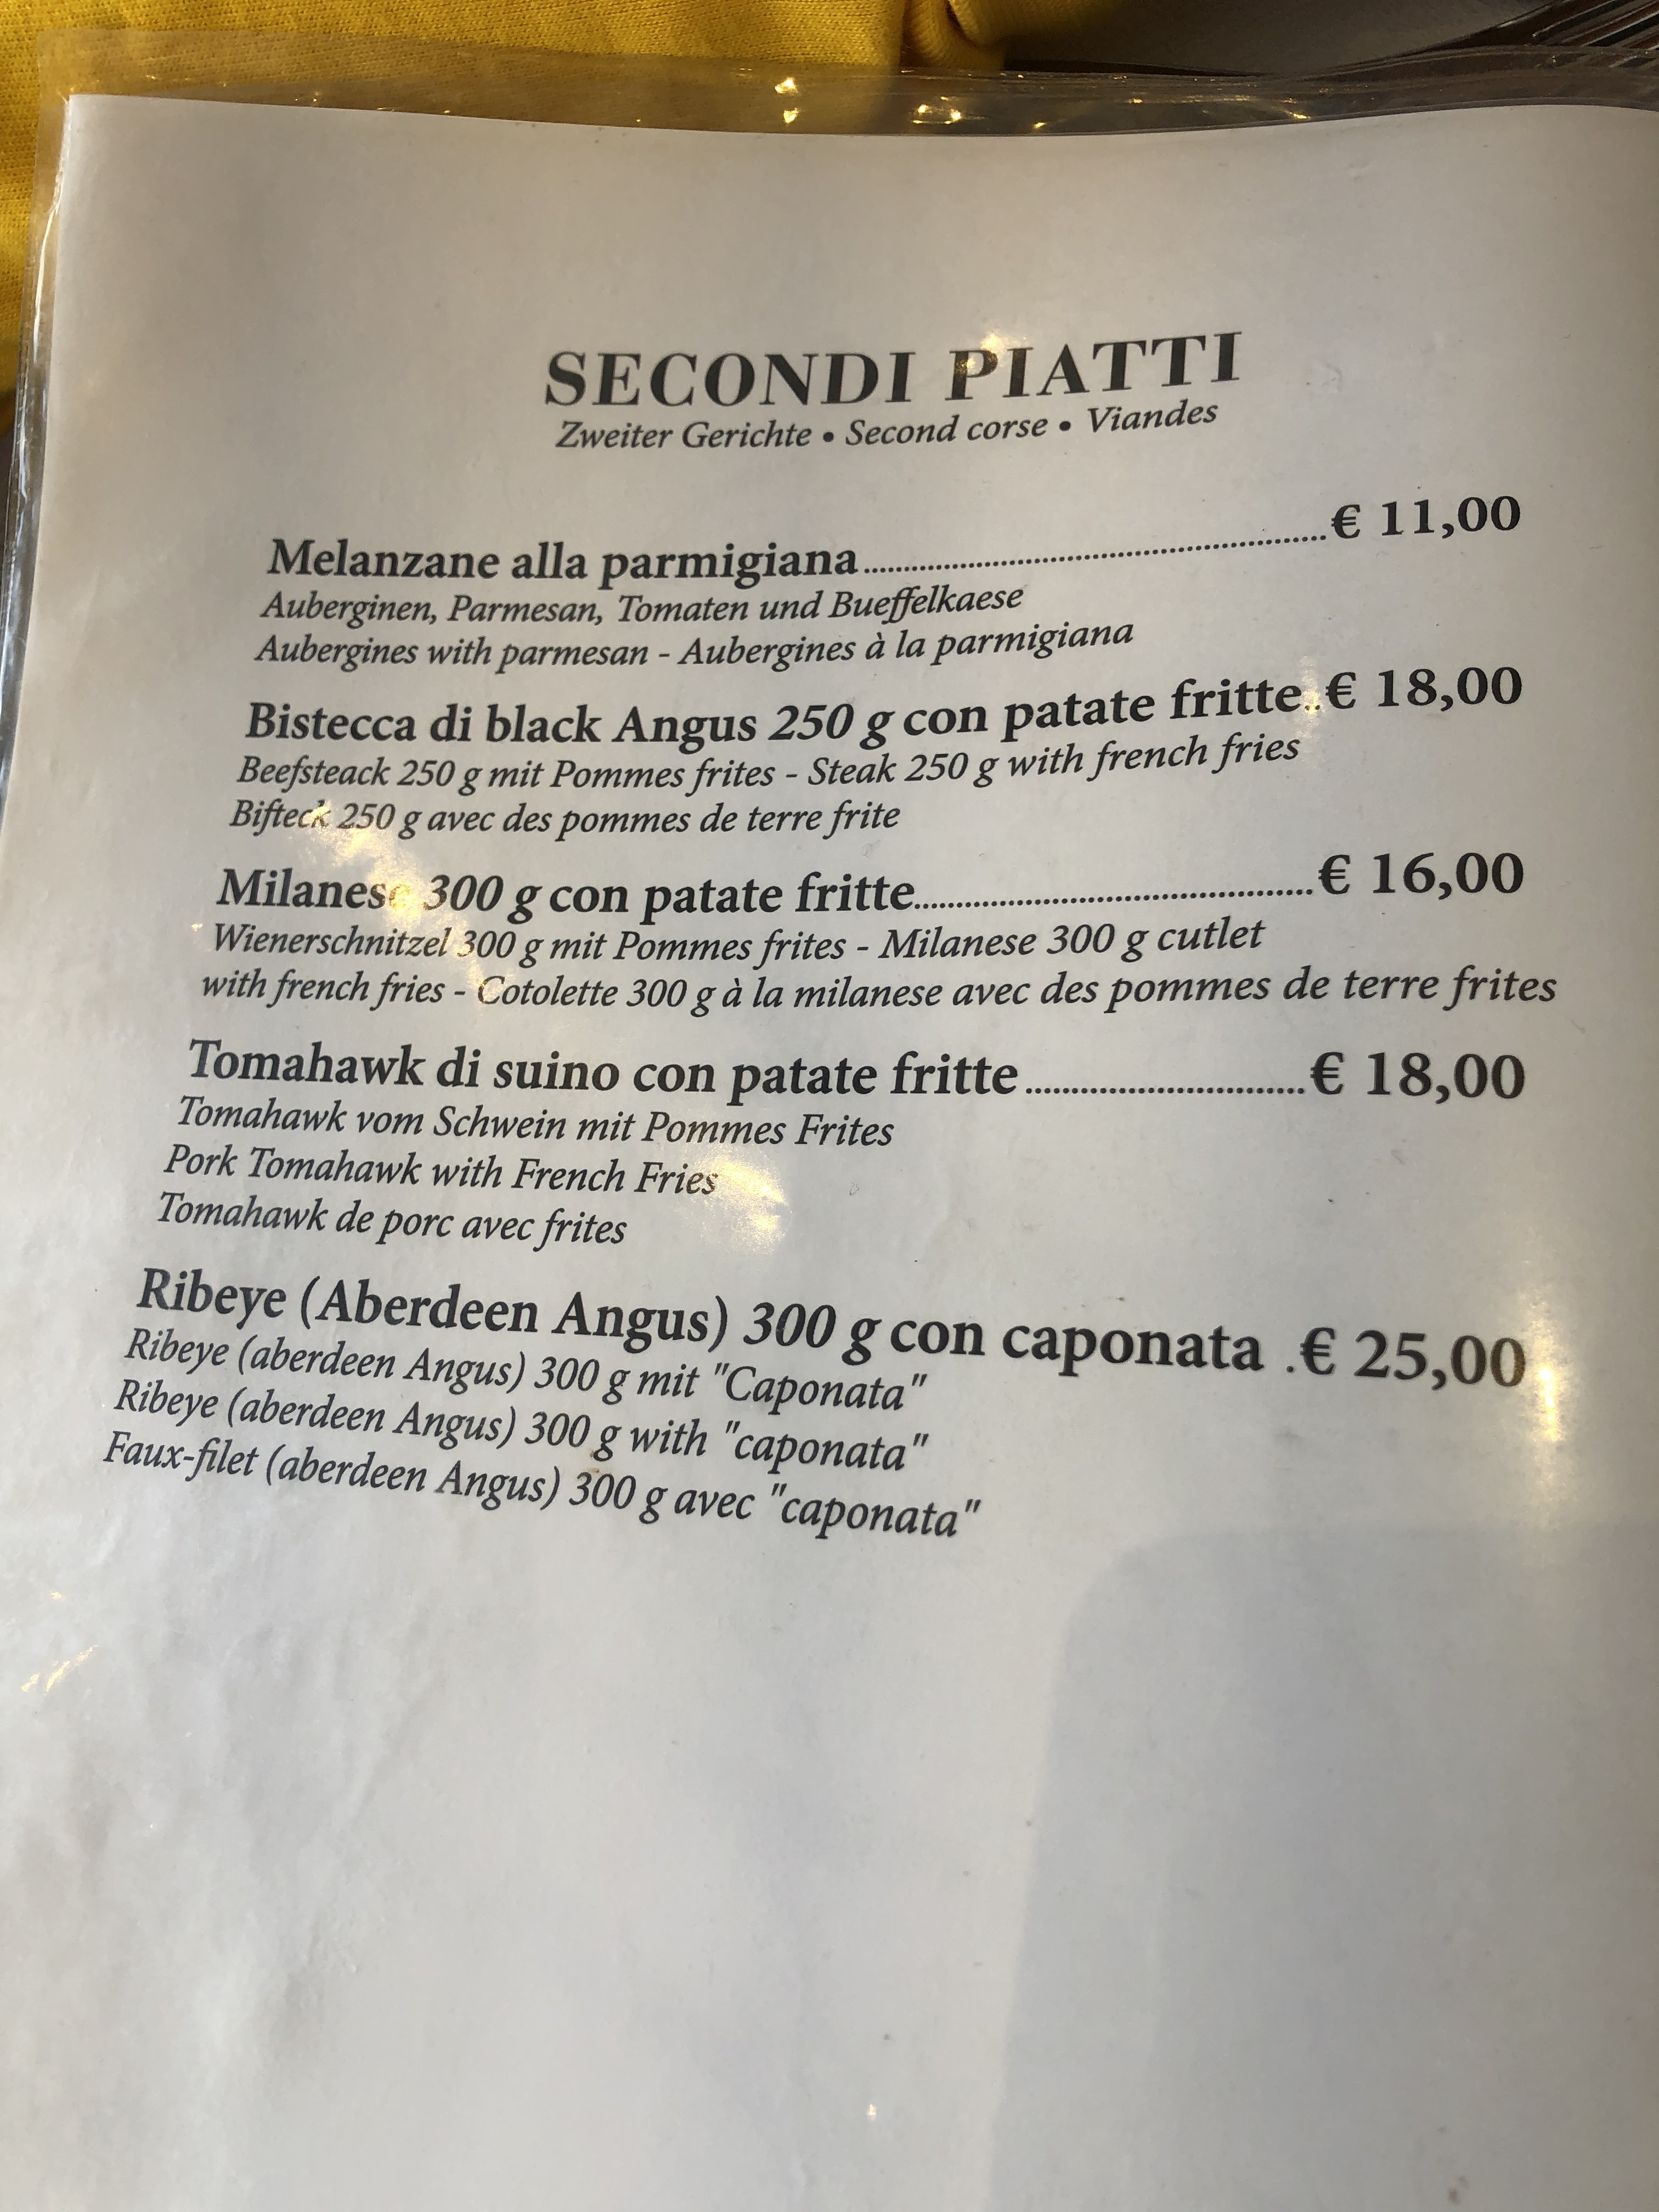 SECONDI PIATTI
Zweiter Gerichte • Second corse • Viandes
Melanzane alla parmigiana........................................................€ 11,00
Auberginen, Parmesan, Tomaten und Bueffelkaese
Aubergines with parmesan - Aubergines à la parmigiana
Bistecca di black Angus 250 g con patate fritte..€ 18,00
Beefsteack 250 g mit Pommes frites - Steak 250 g with french fries
Bifteck 250 g avec des pommes de terre frite
Milanese 300 g con patate fritte................................................€ 16,00
Wienerschnitzel 300 g mit Pommes frites - Milanese 300 g cutlet
with french fries - Cotolette 300 g à la milanese avec des pommes de terre frites
Tomahawk di suino con patate fritte..................................€ 18,00
Tomahawk vom Schwein mit Pommes Frites
Pork Tomahawk with French Fries
Tomahawk de porc avec frites
Ribeye (Aberdeen Angus) 300 g con caponata .€ 25,00
Ribeye (aberdeen Angus) 300 g mit "Caponata"
Ribeye (aberdeen Angus) 300 g with "caponata"
Faux-filet (aberdeen Angus) 300 g avec "caponata"